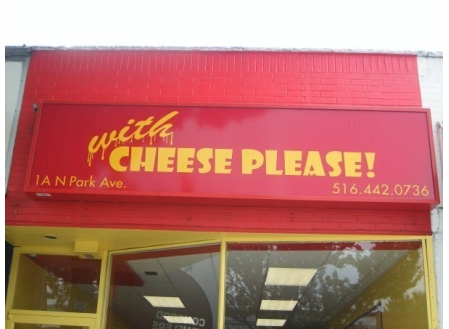 with
CHEESE PLEASE!
1A N Park Ave.
516.442.0736